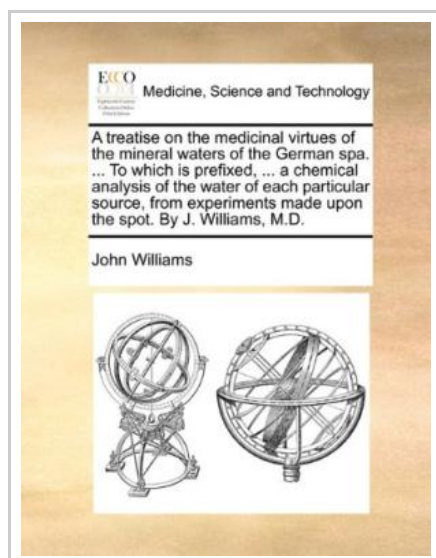 ECCO
Medicine, Science and Technology
A treatise on the medicinal virtues of
the mineral waters of the German spa.
... To which is prefixed, ... a chemical
analysis of the water of each particular
source, from experiments made upon
the spot. By J. Williams, M.D.
John Williams